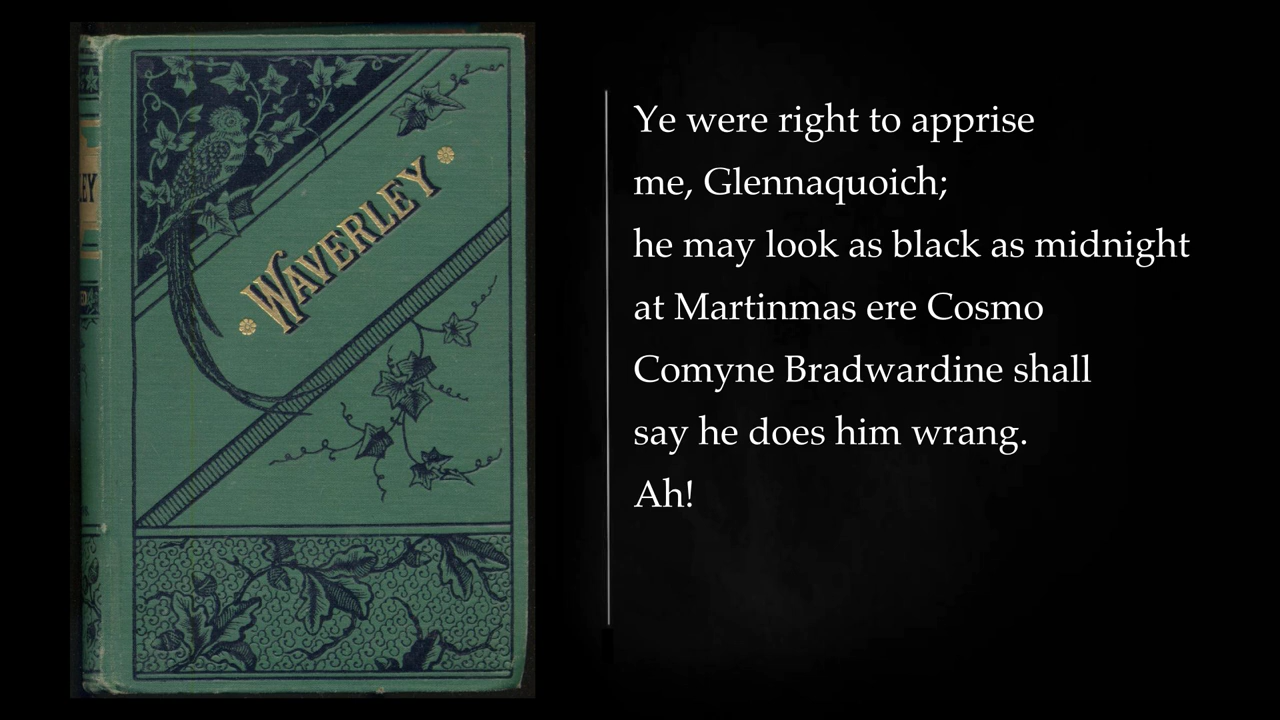 WAVERLEY
EY
Ye were right to apprise
me, Glennaquoich;
he may look as black as midnight
at Martinmas ere Cosmo
Comyne Bradwardine shall
say he does him wrang.
Ah!